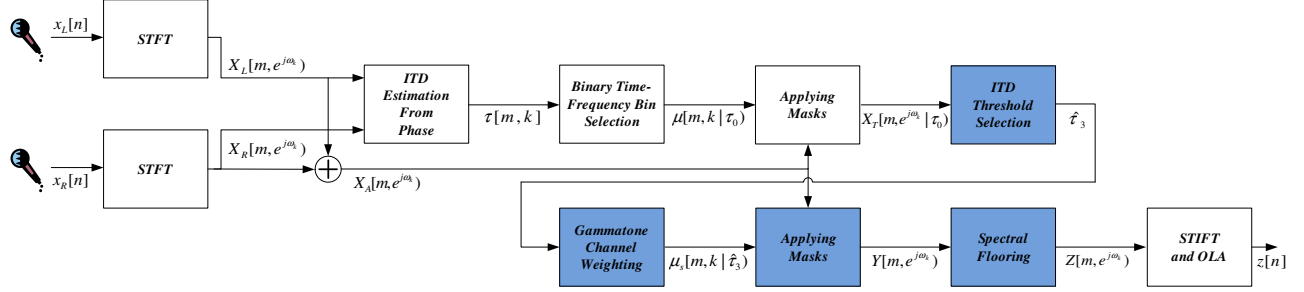 x_L[n]
STFT
X_L[m, e^{jω_k})
ITD
Estimation
From
Phase
τ[m, k]
Binary Time-
Frequency Bin
Selection
μ[m, k | τ_0)
Applying
Masks
X_T[m, e^{jω_k} | τ_0)
ITD
Threshold
Selection
τ̂_3
x_R[n]
STFT
X_R[m, e^{jω_k})
+
X_A[m, e^{jω_k})
Gammatone
Channel
Weighting
μ_s[m, k | τ̂_3)
Applying
Masks
Y[m, e^{jω_k})
Spectral
Flooring
Z[m, e^{jω_k})
STIFT
and OLA
z[n]